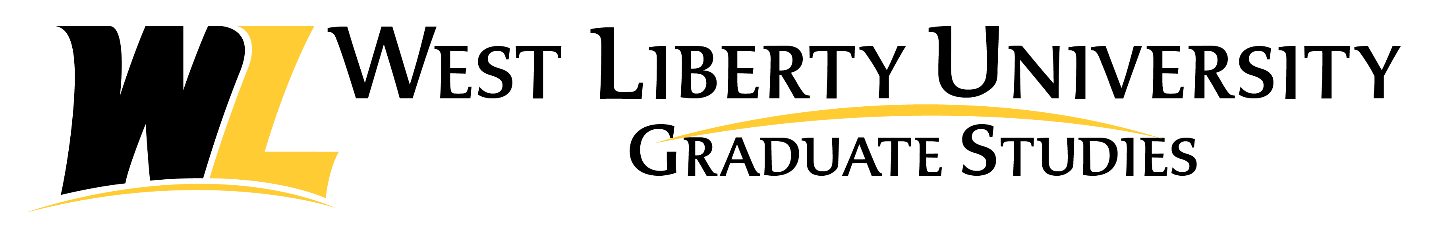 WL WEST LIBERTY UNIVERSITY
GRADUATE STUDIES